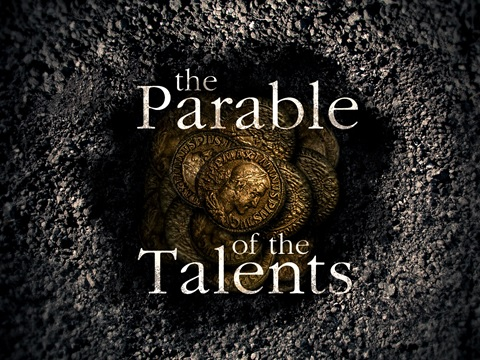 the
Parable
of the
Talents